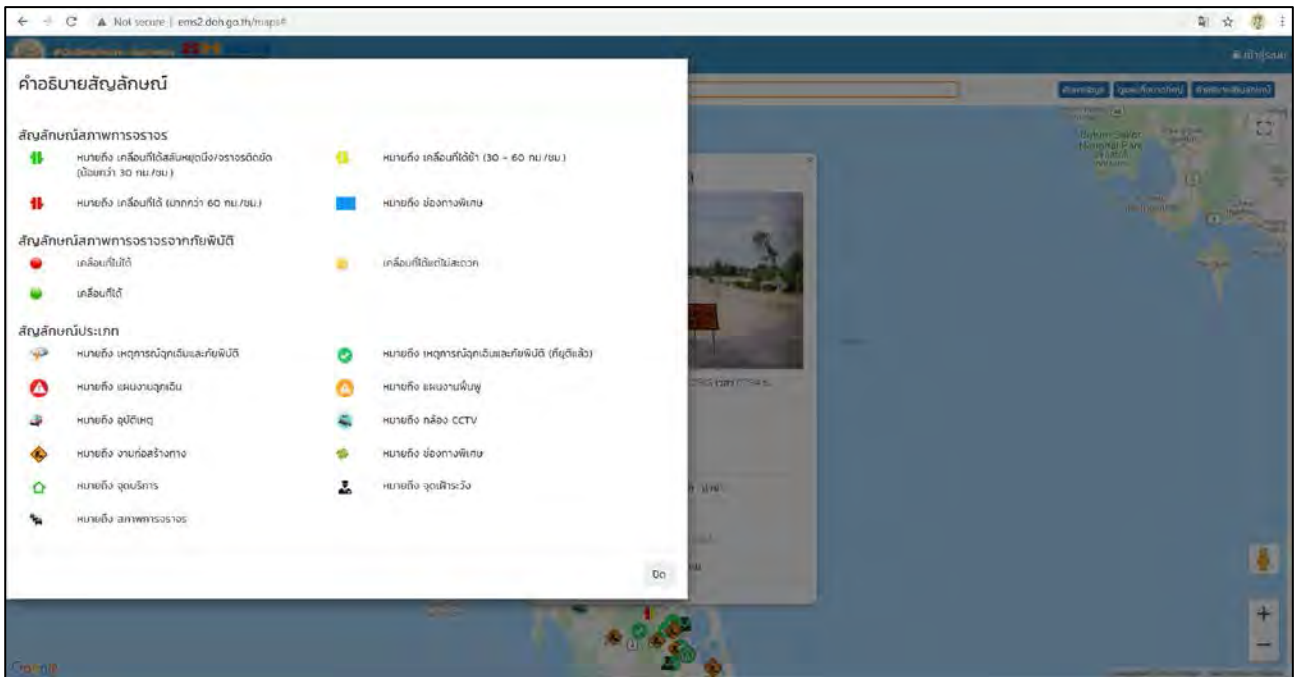 Not secure | ems2.doh.go.th/maps#
คำอธิบายสัญลักษณ์
สัญลักษณ์สภาพการจราจร
หมายถึง เคลื่อนที่ได้สลับหยุดนิ่ง/จราจรติดขัด หมายถึง เคลื่อนที่ได้ช้า (30 - 60 กม./ชม.)
(น้อยกว่า 30 กม./ชม.)
หมายถึง เคลื่อนที่ได้ (มากกว่า 60 กม./ชม.) หมายถึง ช่องทางพิเศษ
สัญลักษณ์สภาพการจราจรจากภัยพิบัติ
เคลื่อนที่ไม่ได้ เคลื่อนที่ได้แต่ไม่สะดวก
เคลื่อนที่ได้
สัญลักษณ์ประเภท
หมายถึง เหตุการณ์ฉุกเฉินและภัยพิบัติ หมายถึง เหตุการณ์ฉุกเฉินและภัยพิบัติ (ที่ยุติแล้ว)
หมายถึง แผนงานฉุกเฉิน หมายถึง แผนงานฟื้นฟู
หมายถึง อุบัติเหตุ หมายถึง กล้อง CCTV
หมายถึง งานก่อสร้างทาง หมายถึง ช่องทางพิเศษ
หมายถึง จุดบริการ หมายถึง จุดเฝ้าระวัง
หมายถึง สภาพการจราจร
ปิด
Google